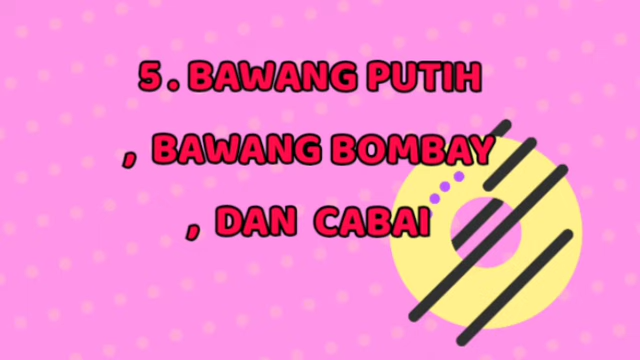 5. BAWANG PUTIH
, BAWANG BOMBAY
, DAN CABAI